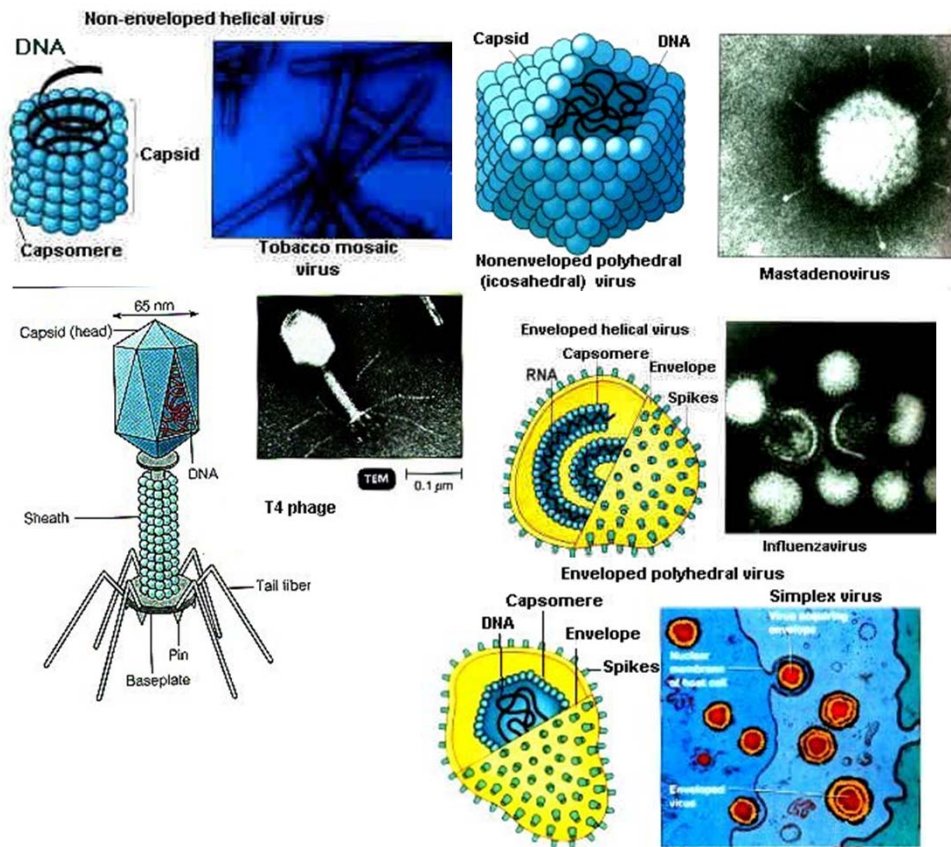 Non-enveloped helical virus
DNA
Capsid
Capsomere
Tobacco mosaic
virus
Capsid
DNA
Nonenveloped polyhedral
(icosahedral) virus
Mastadenovirus
65 nm
Capsid (head)
DNA
Sheath
Tail fiber
Pin
Baseplate
TEM
0.1 µm
T4 phage
Enveloped helical virus
Capsomere
RNA
Envelope
Spikes
Influenzavirus
Enveloped polyhedral virus
Capsomere
DNA
Envelope
Spikes
Simplex virus
Virus acquiring
envelope
Nuclear
membrane
of host cell
Enveloped
virus